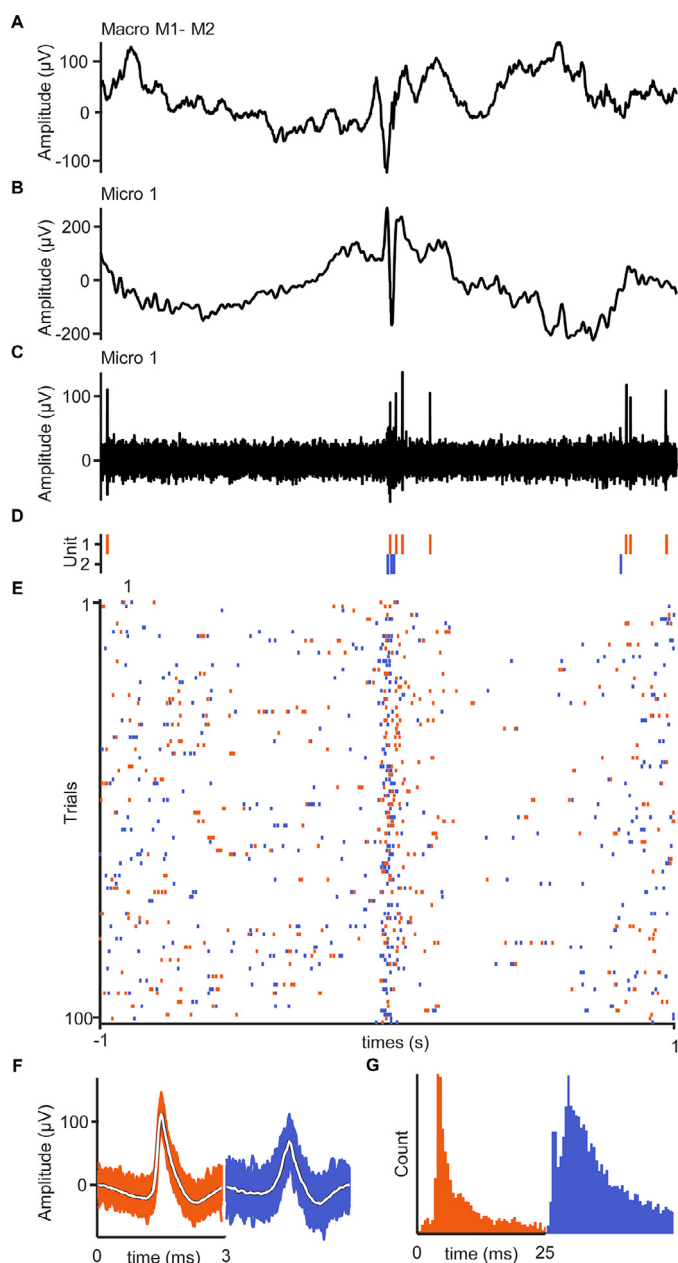 A
Macro M1- M2
Amplitude (µV)
100
0
-100
B
Micro 1
Amplitude (µV)
200
0
-200
C
Micro 1
Amplitude (µV)
100
0
D
Unit
1
2
E
1
1
Trials
100
-1
times (s)
1
F
Amplitude (µV)
100
0
0
time (ms)
3
G
Count
0
time (ms)
25